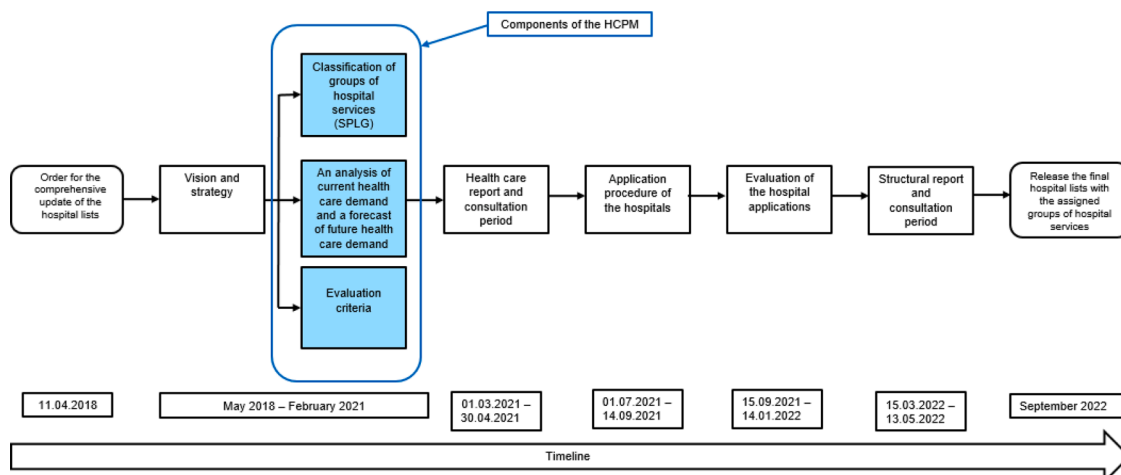 Components of the HCPM
Classification of
groups of
hospital
services
(SPLG)
Order for the
comprehensive
update of the
hospital lists
Vision and
strategy
An analysis of
current health
care demand
and a forecast
of future health
care demand
Health care
report and
consultation
period
Application
procedure of
the hospitals
Evaluation of
the hospital
applications
Structural report
and
consultation
period
Release the final
hospital lists with
the assigned
groups of hospital
services
Evaluation
criteria
11.04.2018
May 2018 – February 2021
01.03.2021 –
30.04.2021
01.07.2021 –
14.09.2021
15.09.2021 –
14.01.2022
15.03.2022 –
13.05.2022
September 2022
Timeline